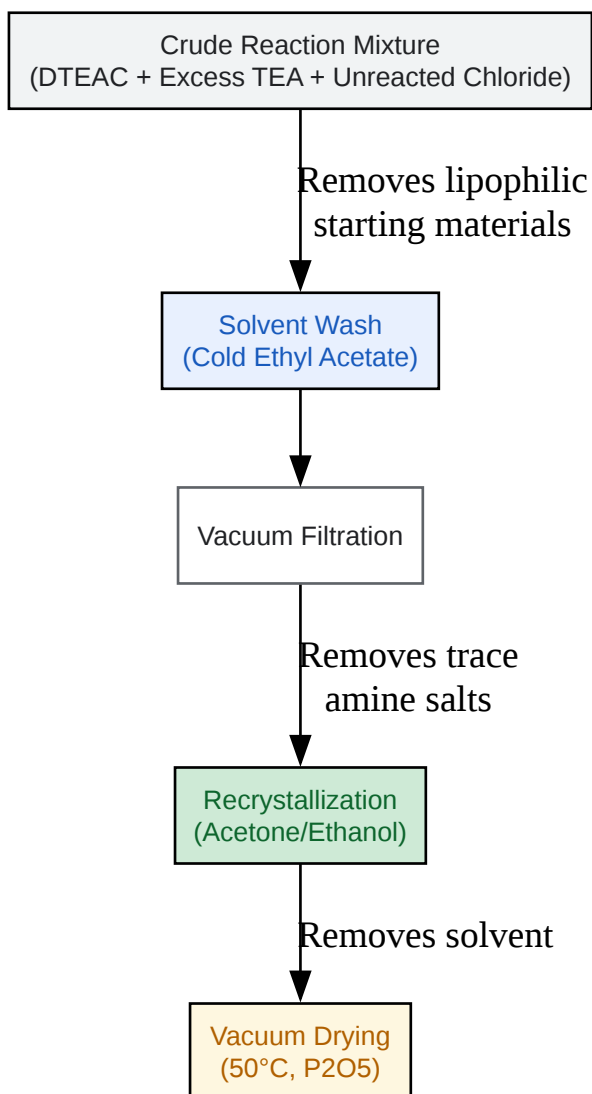 Crude Reaction Mixture
(DTEAC + Excess TEA + Unreacted Chloride)
Removes lipophilic
starting materials
Solvent Wash
(Cold Ethyl Acetate)
Vacuum Filtration
Removes trace
amine salts
Recrystallization
(Acetone/Ethanol)
Removes solvent
Vacuum Drying
(50°C, P2O5)